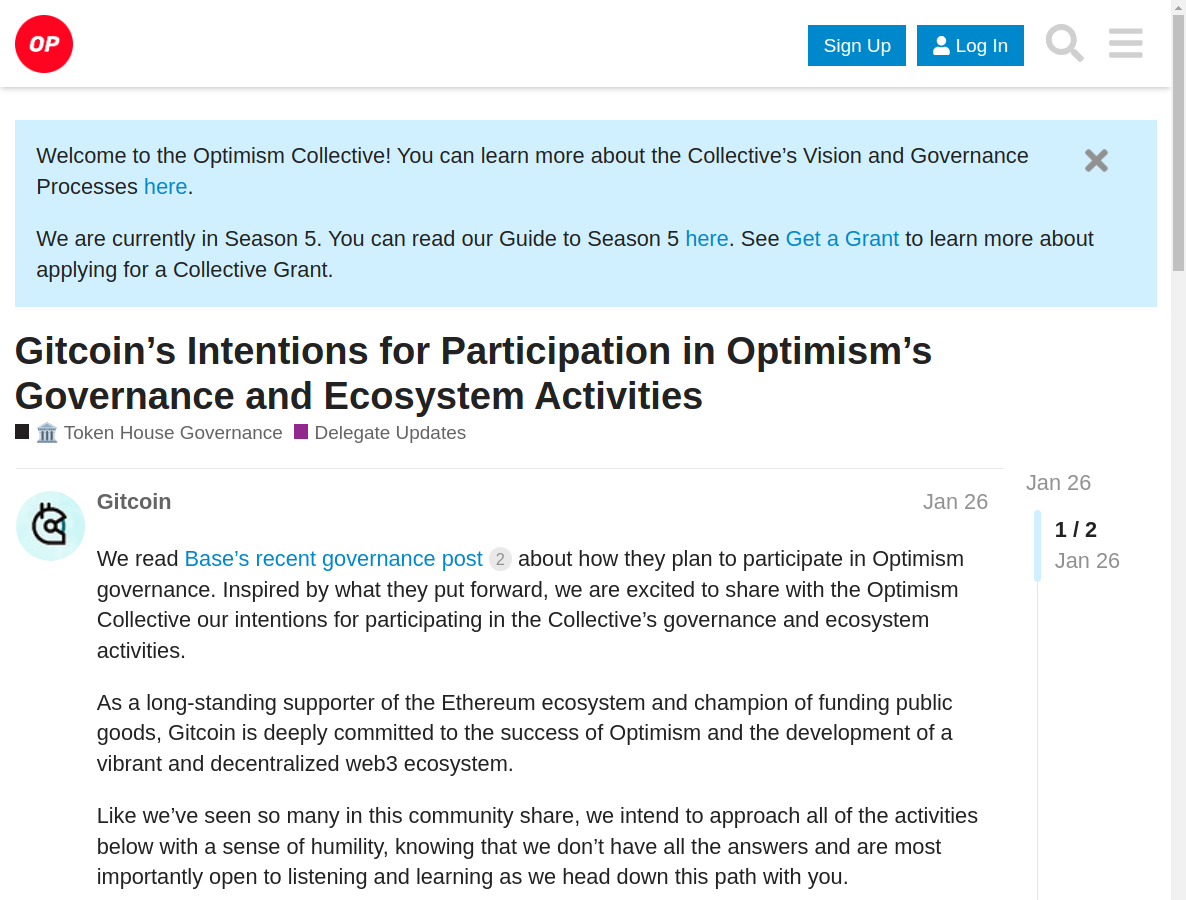 OP
Sign Up
Log In
Welcome to the Optimism Collective! You can learn more about the Collective’s Vision and Governance
Processes here.
We are currently in Season 5. You can read our Guide to Season 5 here. See Get a Grant to learn more about
applying for a Collective Grant.
Gitcoin’s Intentions for Participation in Optimism’s
Governance and Ecosystem Activities
🏛️ Token House Governance Delegate Updates
Gitcoin
Jan 26
We read Base’s recent governance post 2 about how they plan to participate in Optimism
governance. Inspired by what they put forward, we are excited to share with the Optimism
Collective our intentions for participating in the Collective’s governance and ecosystem
activities.
As a long-standing supporter of the Ethereum ecosystem and champion of funding public
goods, Gitcoin is deeply committed to the success of Optimism and the development of a
vibrant and decentralized web3 ecosystem.
Like we’ve seen so many in this community share, we intend to approach all of the activities
below with a sense of humility, knowing that we don’t have all the answers and are most
importantly open to listening and learning as we head down this path with you.
Jan 26
1 / 2
Jan 26